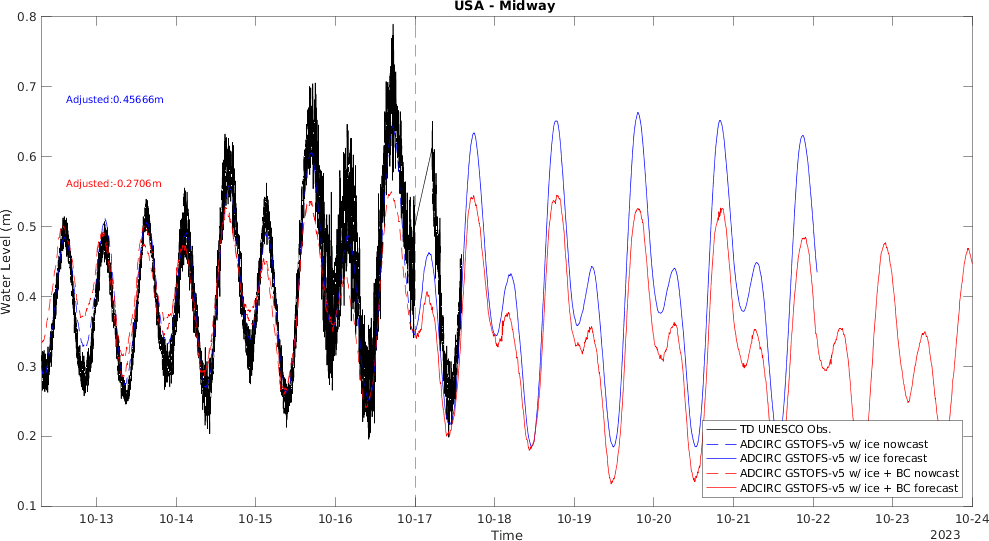 USA - Midway
0.8
0.7
0.6
0.5
0.4
0.3
0.2
0.1
Water Level (m)
Adjusted:0.45666m
Adjusted:-0.2706m
TD UNESCO Obs.
ADCIRC GSTOFS-v5 w/ ice nowcast
ADCIRC GSTOFS-v5 w/ ice forecast
ADCIRC GSTOFS-v5 w/ ice + BC nowcast
ADCIRC GSTOFS-v5 w/ ice + BC forecast
10-13 10-14 10-15 10-16 10-17 10-18 10-19 10-20 10-21 10-22 10-23 10-24
Time
2023